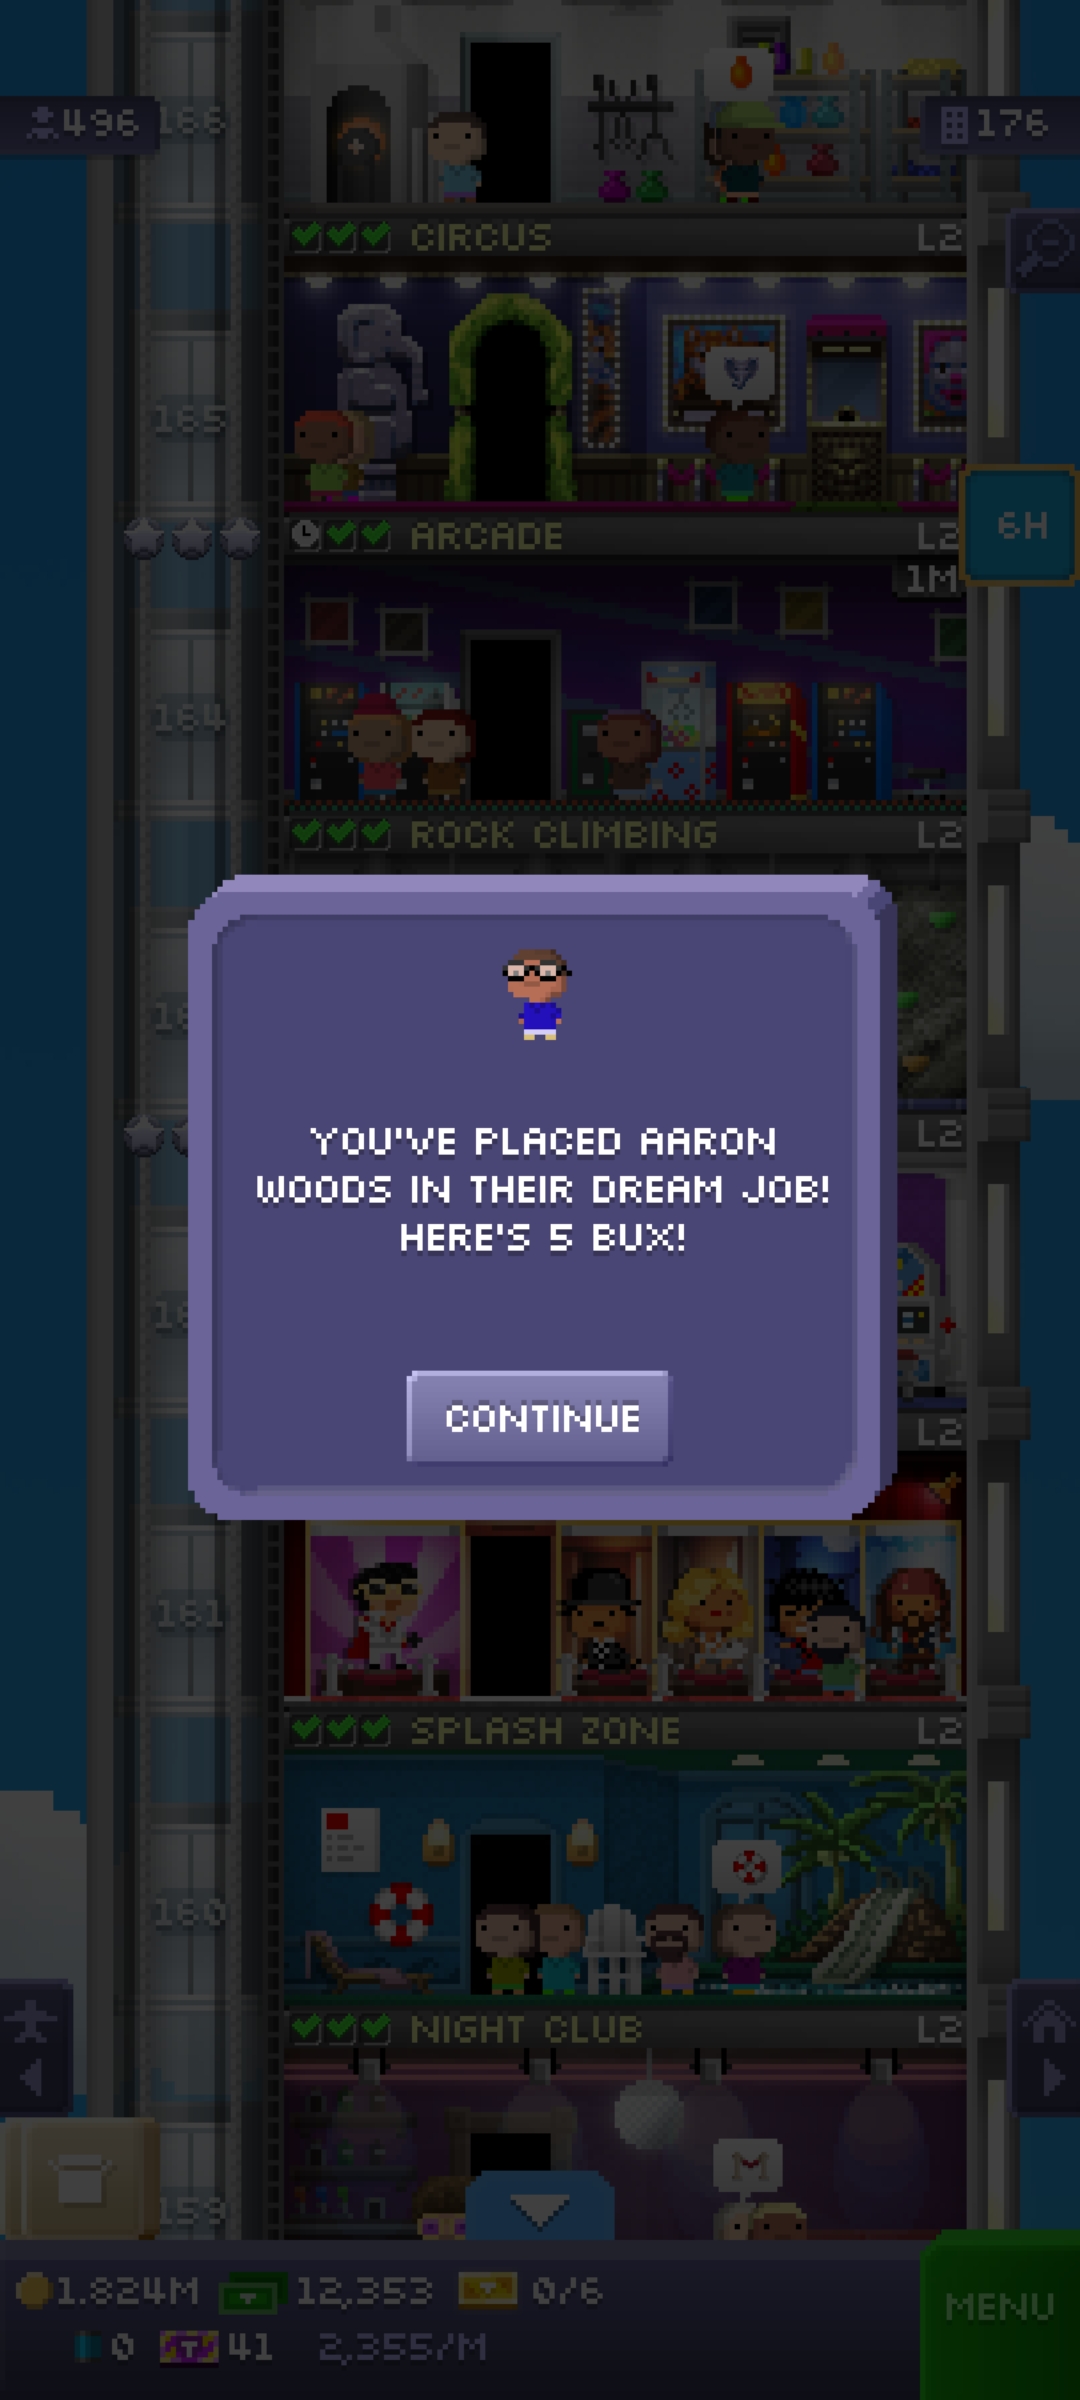 496
166
176
CIRCUS
L2
165
6H
ARCADE
L2
1M
164
ROCK CLIMBING
L2
YOU'VE PLACED AARON
WOODS IN THEIR DREAM JOB!
HERE'S 5 BUX!
L2
CONTINUE
L2
161
SPLASH ZONE
L2
160
NIGHT CLUB
L2
159
1.824M
12,353
0/6
MENU
0
41
2,355/M